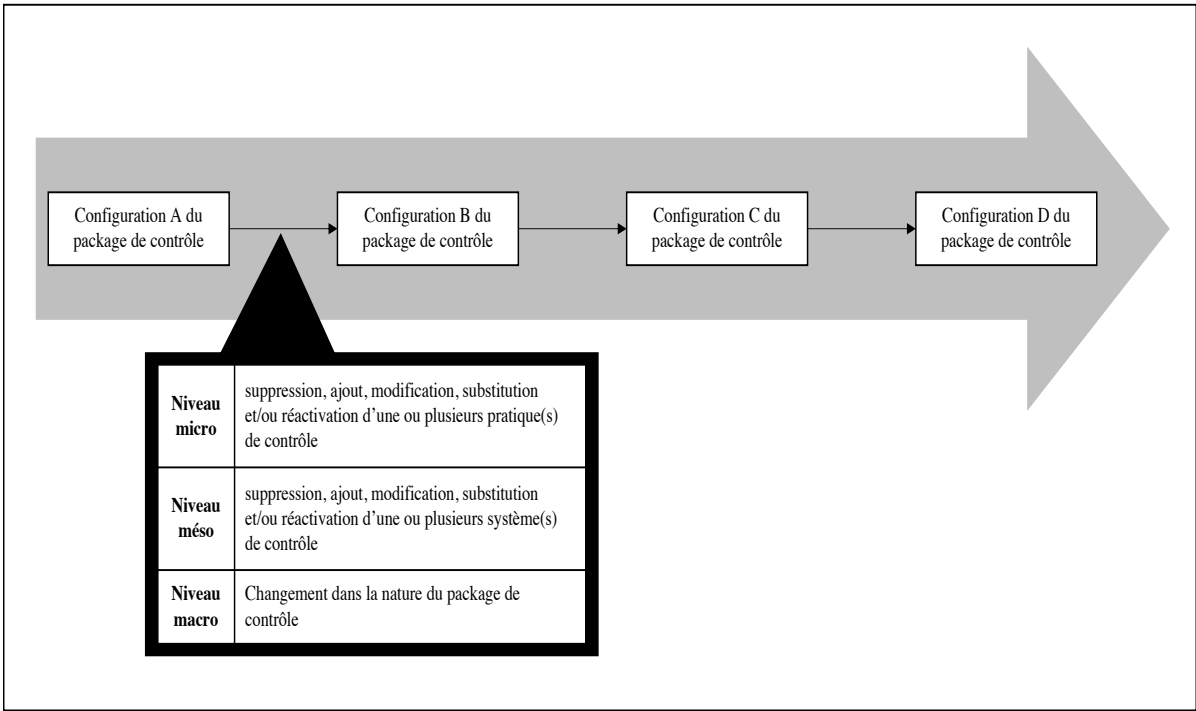 Configuration A du
package de contrôle
Configuration B du
package de contrôle
Configuration C du
package de contrôle
Configuration D du
package de contrôle
Niveau
micro
suppression, ajout, modification, substitution
et/ou réactivation d’une ou plusieurs pratique(s)
de contrôle
Niveau
méso
suppression, ajout, modification, substitution
et/ou réactivation d’une ou plusieurs système(s)
de contrôle
Niveau
macro
Changement dans la nature du package de
contrôle